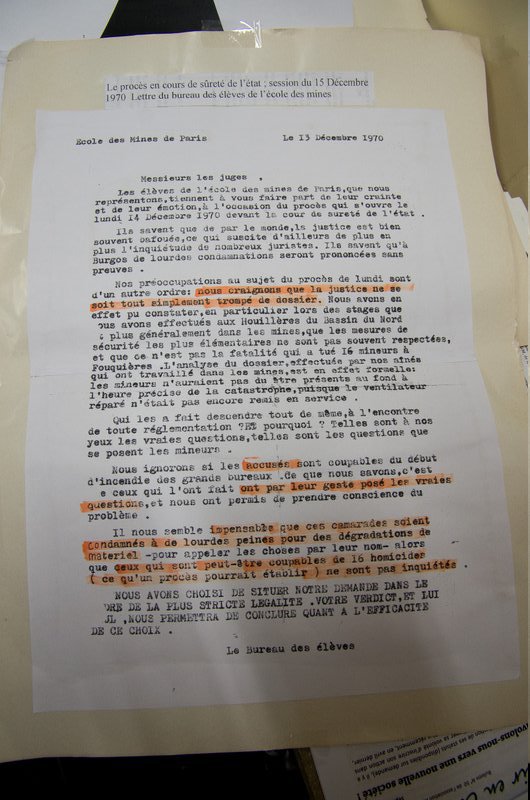 Le procès en cours de sûreté de l'état ; session du 15 Décembre
1970 Lettre du bureau des élèves de l'école des mines
Ecole des Mines de Paris Le 13 Décembre 1970
Messieurs les juges .
Les élèves de l'école des mines de Paris,que nous
représentons,tiennent à vous faire part de leur crainte
et de leur émotion,à l'occasion du procès qui s'ouvre le
lundi 14 Décembre 1970 devant la cour de sureté de l'état .
Ils savent que de par le monde,la justice est bien
souvent bafouée,ce qui suscite d'ailleurs de plus en
plus l'inquiétude de nombreux juristes. Ils savent qu'à
Burgos de lourdes condamnations seront prononcées sans
preuves .
Nos préoccupations au sujet du procès de lundi sont
d'un autre ordre: nous craignons que la justice ne se
soit tout simplement trompé de dossier. Nous avons en
effet pu constater,en particulier lors des stages que
ous avons effectués aux Houillères du Bassin du Nord
plus généralement dans les mines,que les mesures de
sécurité les plus élémentaires ne sont pas souvent respectées,
et que ce n'est pas la fatalité qui a tué 16 mineurs à
Fouquières .L'analyse du dossier,effectués par nos aînés
qui ont travaillé dans les mines,est en effet formelle:
les mineurs n'auraient pas du être présents au fond à
l'heure précise de la catastrophe,puisque le ventilateur
réparé n'était pas encore remis en service .
Qui les a fait descendre tout de même,à l'encontre
de toute réglementation ?Et pourquoi ? Telles sont à nos
yeux les vraies questions,telles sont les questions que
se posent les mineurs .
Nous ignorons si les accusés sont coupables du début
d'incendie des grands bureaux .Ce que nous savons,c'est
e ceux qui l'ont fait ont par leur geste posé les vraies
questions,et nous ont permis de prendre conscience du
problème .
Il nous semble impensable que ces camarades soient
condamnés à de lourdes peines pour des dégradations de
matériel -pour appeler les choses par leur nom- alors
que ceux qui sont peut-être coupables de 16 homicides
( ce qu'un procès pourrait établir ) ne sont pas inquiétés .
NOUS AVONS CHOISI DE SITUER NOTRE DEMANDE DANS LE
DRE DE LA PLUS STRICTE LEGALITE .VOTRE VERDICT,ET LUI
UL ,NOUS PERMETTRA DE CONCLURE QUANT A L'EFFICACITE
DE CE CHOIX .
Le Bureau des élèves
volons-nous vers une nouvelle société !